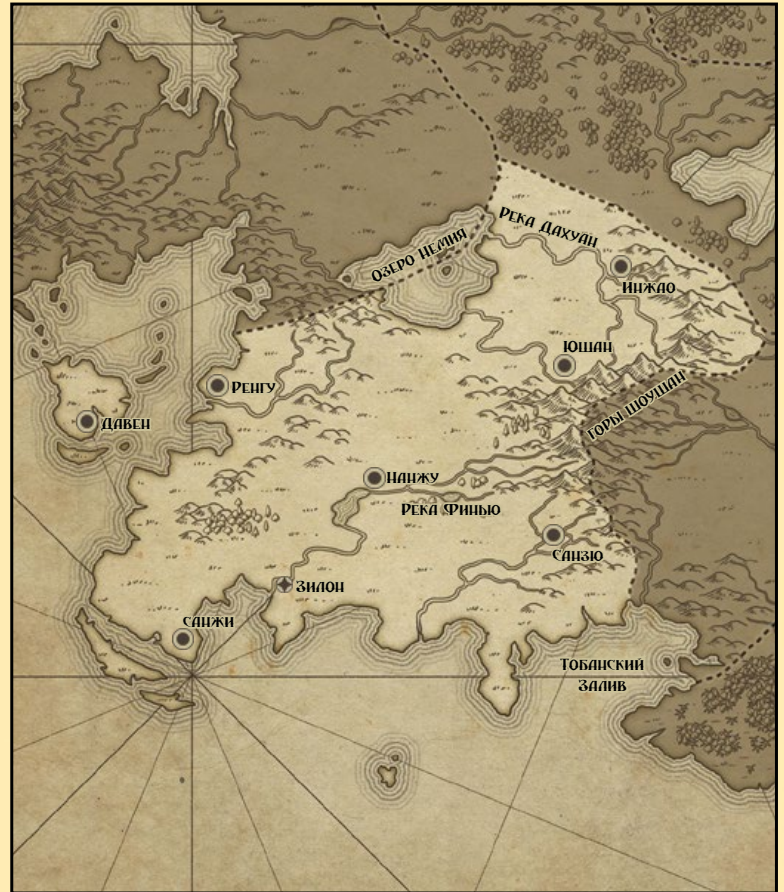 РЕКА ДАХУАН
ОЗЕРО НЕМИЯ
ИНЖАО
ЮШАН
РЕНГУ
ГОРЫ ШОУШАН
ДАВЕН
НАНЖУ
РЕКА ФИНЬЮ
САНЗЮ
ЗИЛОН
САНЖИ
ТОБАНСКИЙ
ЗАЛИВ